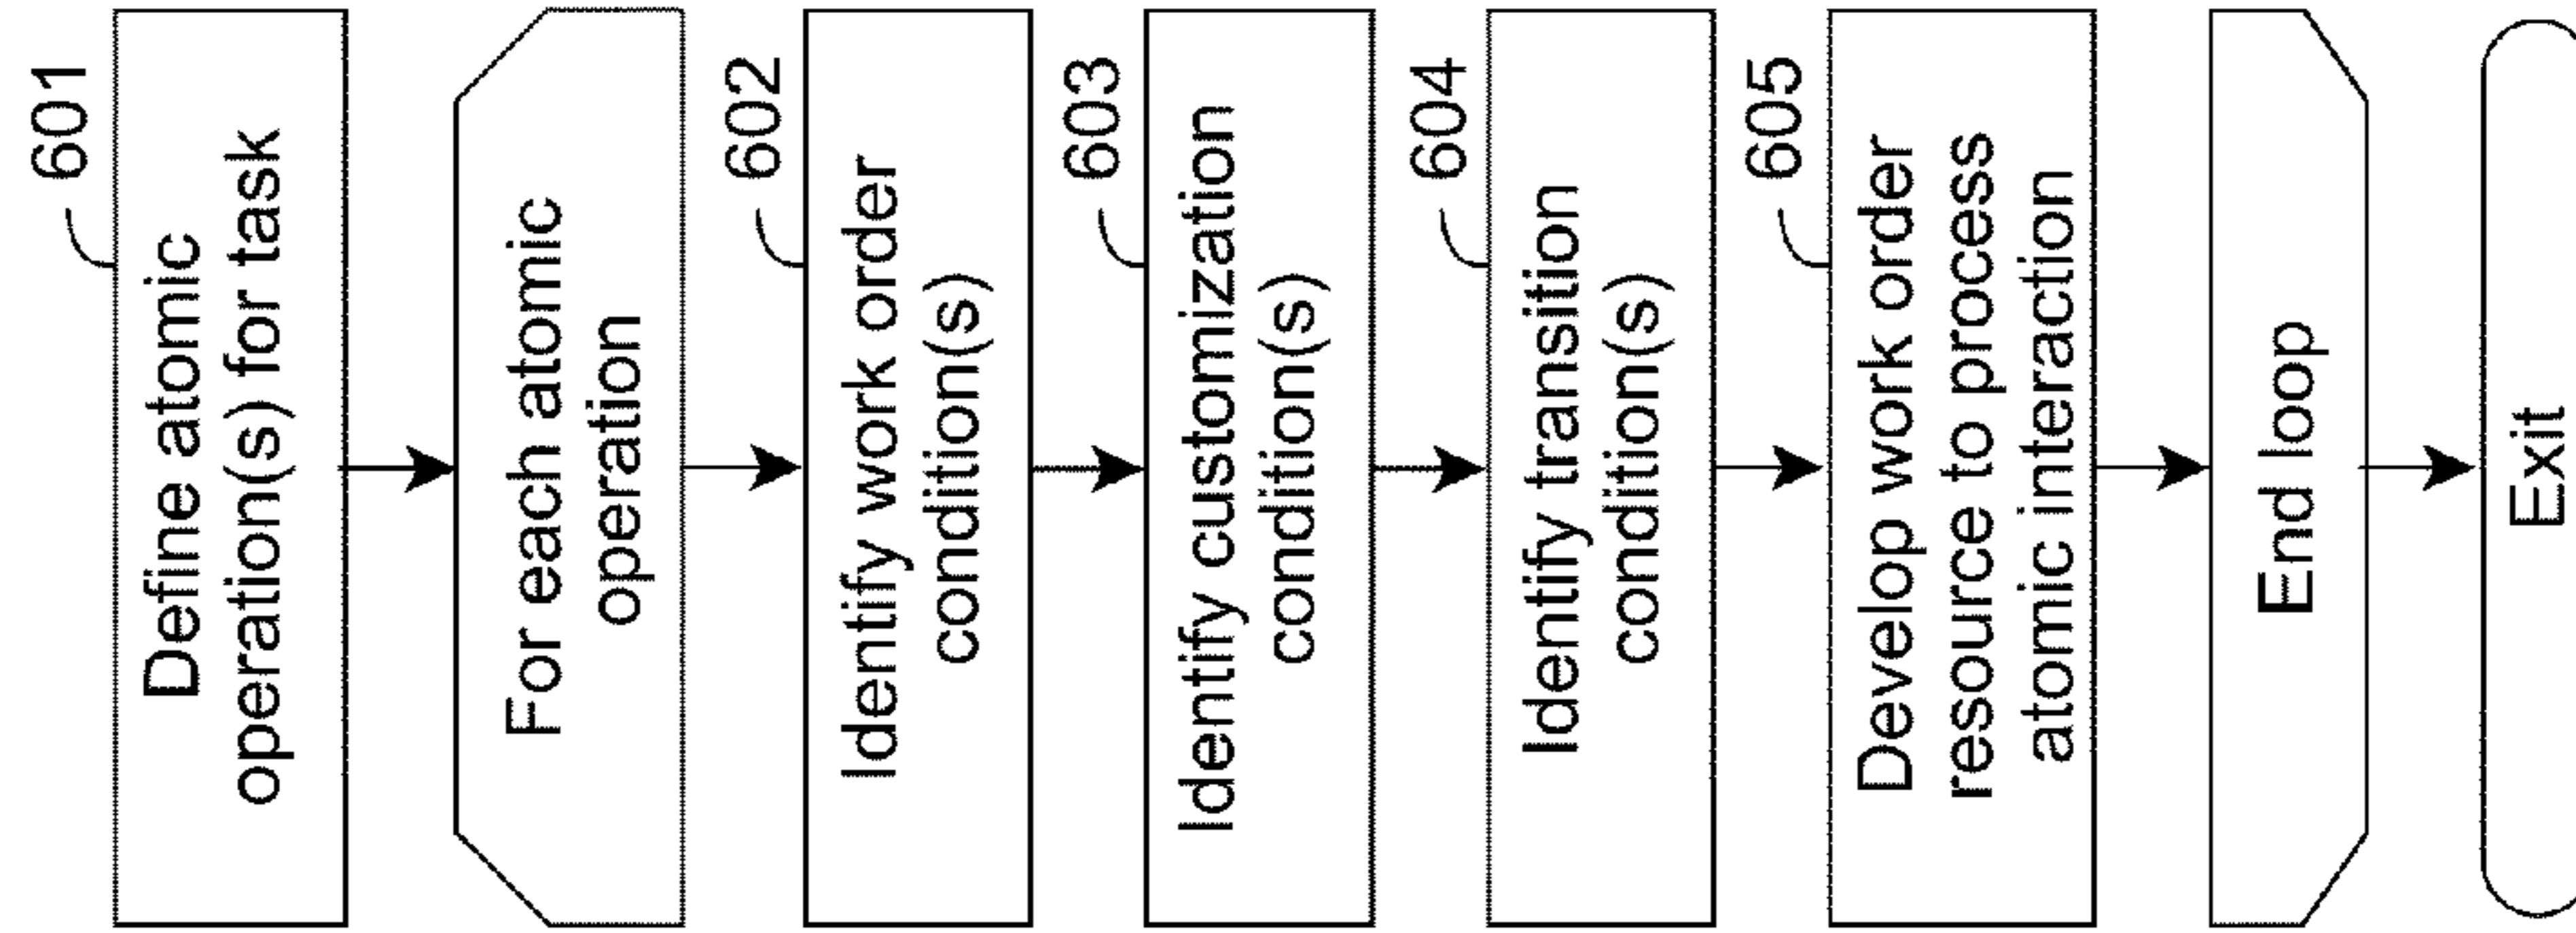 601
Define atomic
operation(s) for task
For each atomic
operation
602
Identify work order
condition(s)
603
Identify customization
condition(s)
604
Identify transition
condition(s)
605
Develop work order
resource to process
atomic interaction
End loop
Exit